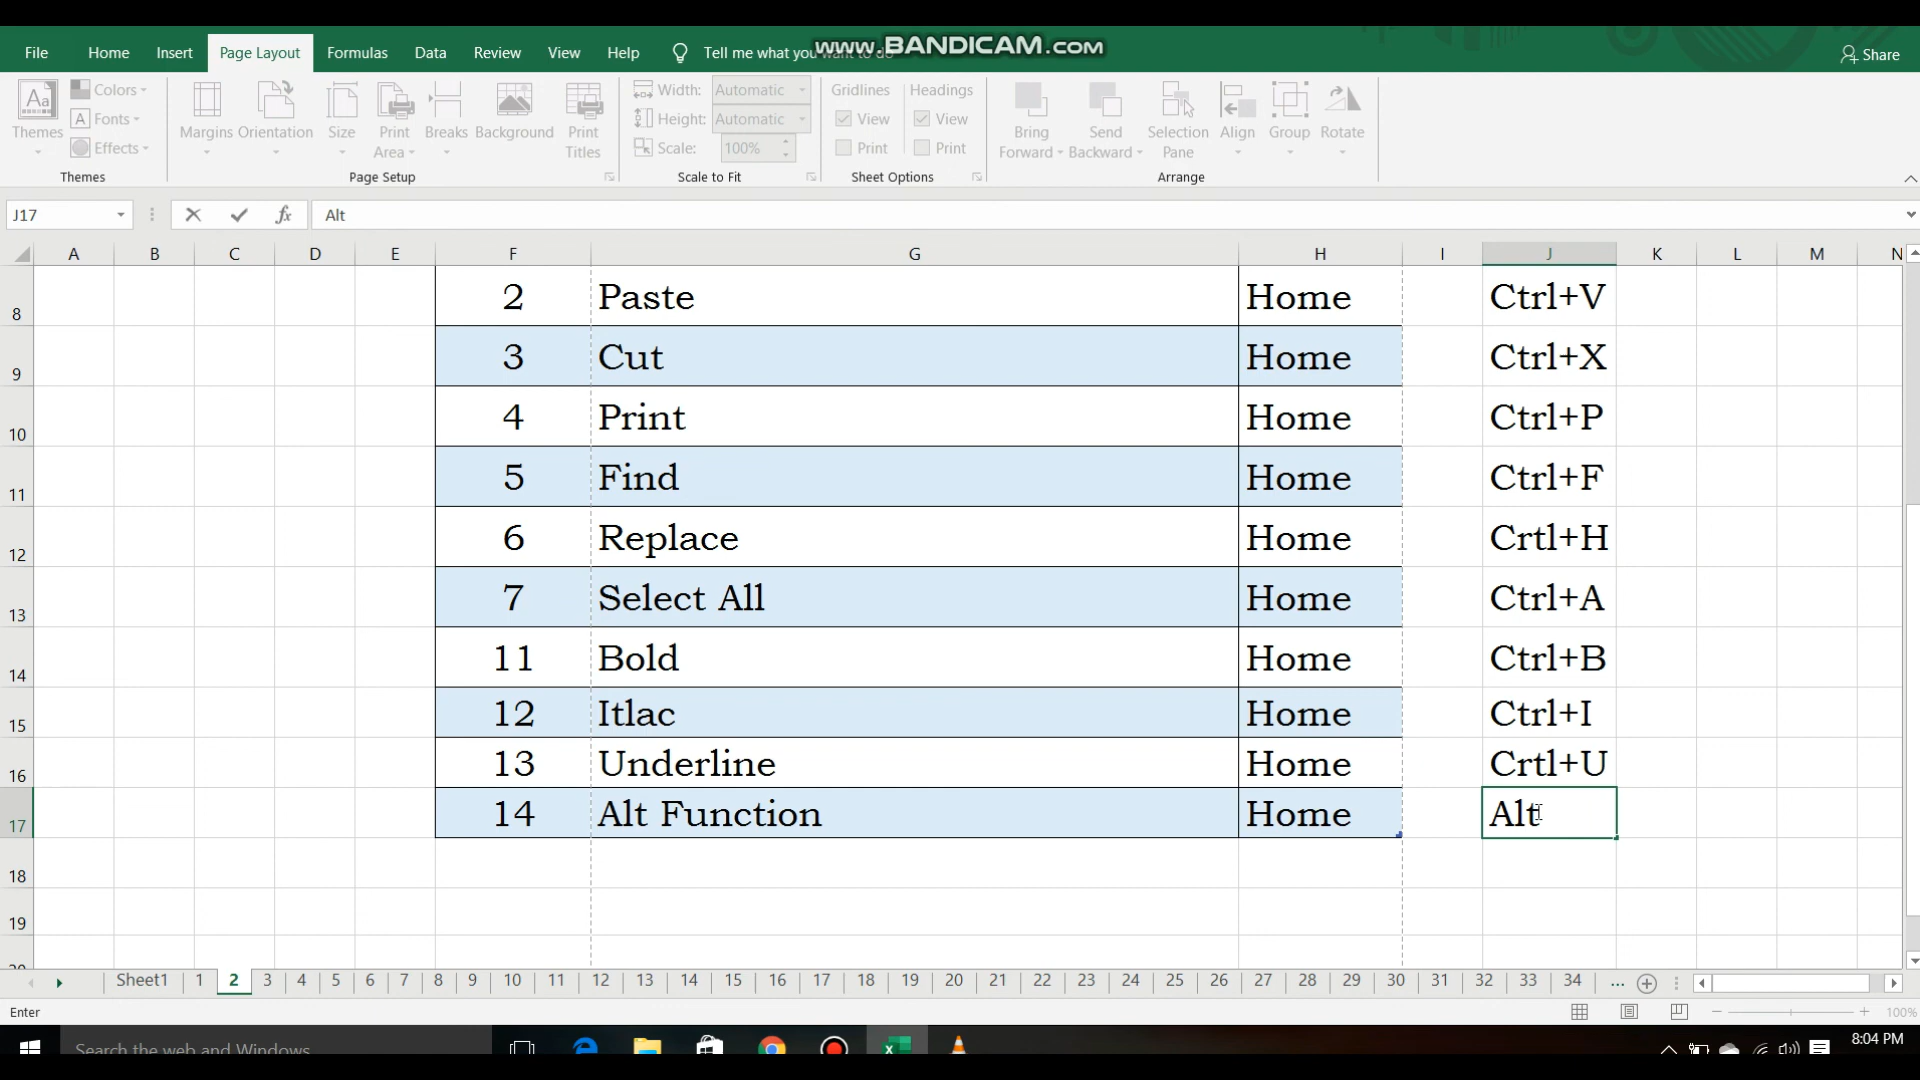 www.BANDICAM.com
File Home Insert Page Layout Formulas Data Review View Help Tell me what you want to do Share
Themes Colors Fonts Effects
Margins Orientation Size Print Area Breaks Background Print Titles
Width: Automatic
Height: Automatic
Scale: 100%
Gridlines Headings
View View
Print Print
Bring Forward Send Backward Selection Pane Align Group Rotate
Themes Page Setup Scale to Fit Sheet Options Arrange
J17 fx Alt
A B C D E F G H I J K L M N
8 2 Paste Home Ctrl+V
9 3 Cut Home Ctrl+X
10 4 Print Home Ctrl+P
11 5 Find Home Ctrl+F
12 6 Replace Home Crtl+H
13 7 Select All Home Ctrl+A
14 11 Bold Home Ctrl+B
15 12 Itlac Home Ctrl+I
16 13 Underline Home Crtl+U
17 14 Alt Function Home Alt
18
19
20
Sheet1 1 2 3 4 5 6 7 8 9 10 11 12 13 14 15 16 17 18 19 20 21 22 23 24 25 26 27 28 29 30 31 32 33 34 ...
Enter 100%
Search the web and Windows 8:04 PM